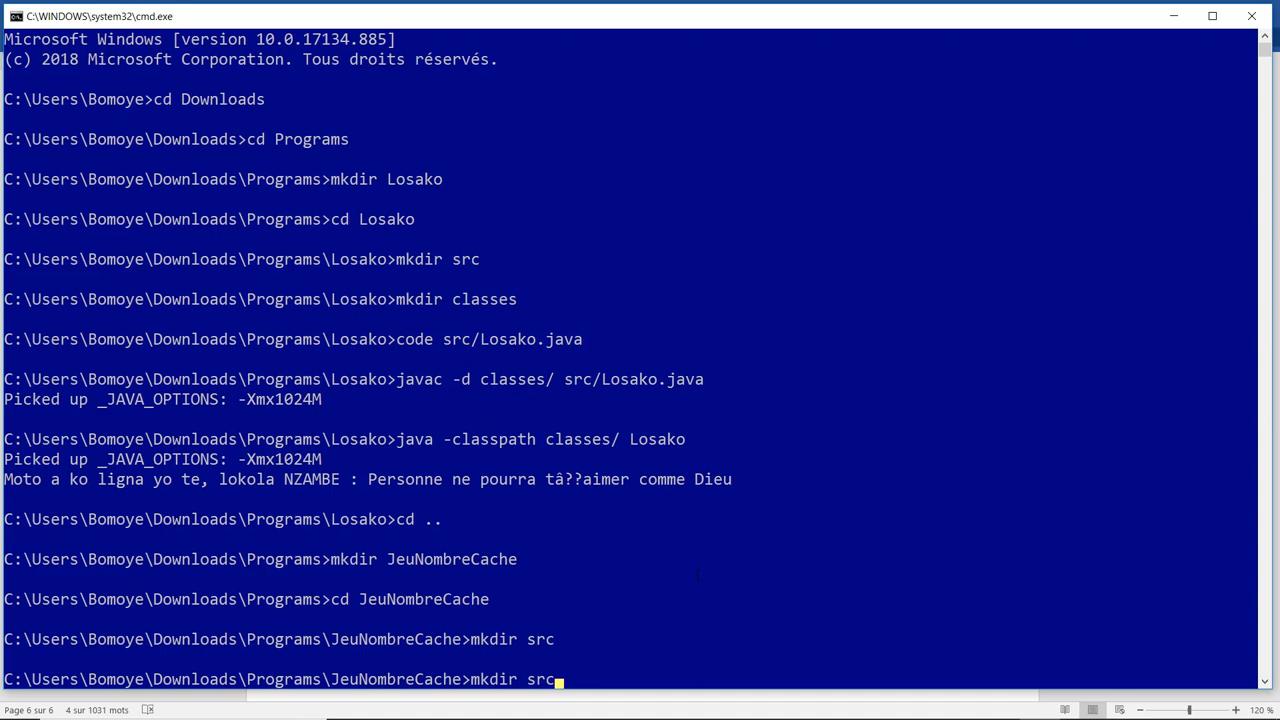 C:\WINDOWS\system32\cmd.exe
Microsoft Windows [version 10.0.17134.885]
(c) 2018 Microsoft Corporation. Tous droits réservés.
C:\Users\Bomoye>cd Downloads
C:\Users\Bomoye\Downloads>cd Programs
C:\Users\Bomoye\Downloads\Programs>mkdir Losako
C:\Users\Bomoye\Downloads\Programs>cd Losako
C:\Users\Bomoye\Downloads\Programs\Losako>mkdir src
C:\Users\Bomoye\Downloads\Programs\Losako>mkdir classes
C:\Users\Bomoye\Downloads\Programs\Losako>code src/Losako.java
C:\Users\Bomoye\Downloads\Programs\Losako>javac -d classes/ src/Losako.java
Picked up _JAVA_OPTIONS: -Xmx1024M
C:\Users\Bomoye\Downloads\Programs\Losako>java -classpath classes/ Losako
Picked up _JAVA_OPTIONS: -Xmx1024M
Moto a ko ligna yo te, lokola NZAMBE : Personne ne pourra tâ??aimer comme Dieu
C:\Users\Bomoye\Downloads\Programs\Losako>cd ..
C:\Users\Bomoye\Downloads\Programs>mkdir JeuNombreCache
C:\Users\Bomoye\Downloads\Programs>cd JeuNombreCache
C:\Users\Bomoye\Downloads\Programs\JeuNombreCache>mkdir src
C:\Users\Bomoye\Downloads\Programs\JeuNombreCache>mkdir src
Page 6 sur 6 4 sur 1031 mots 120 %